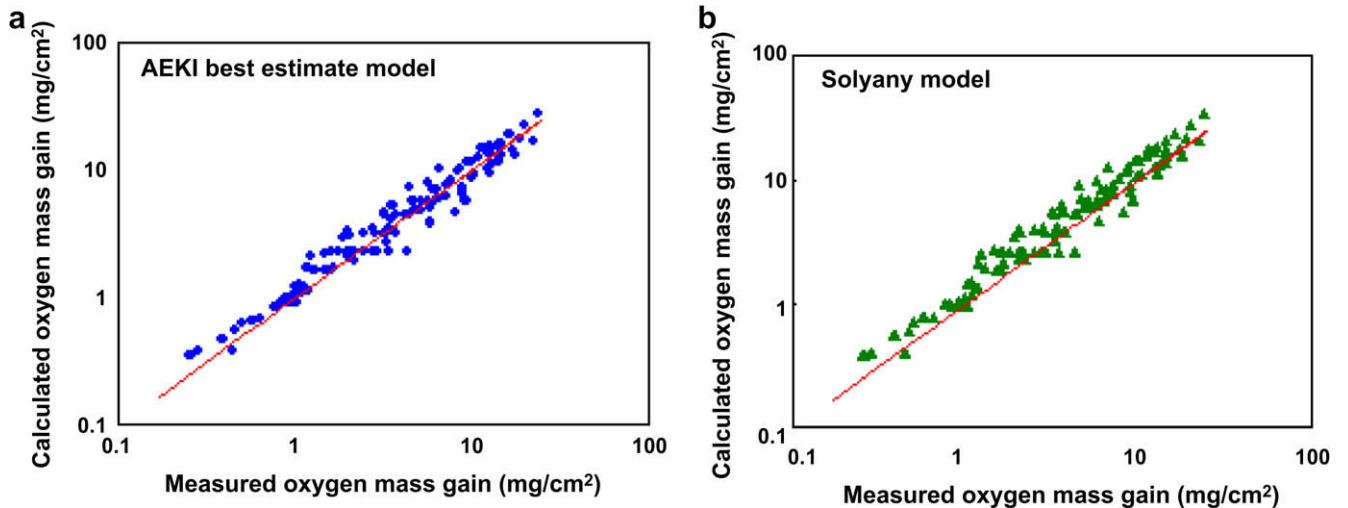 a
AEKI best estimate model
Calculated oxygen mass gain (mg/cm²)
100
10
1
0.1
0.1 1 10 100
Measured oxygen mass gain (mg/cm²)
b
Solyany model
Calculated oxygen mass gain (mg/cm²)
100
10
1
0.1
0.1 1 10 100
Measured oxygen mass gain (mg/cm²)